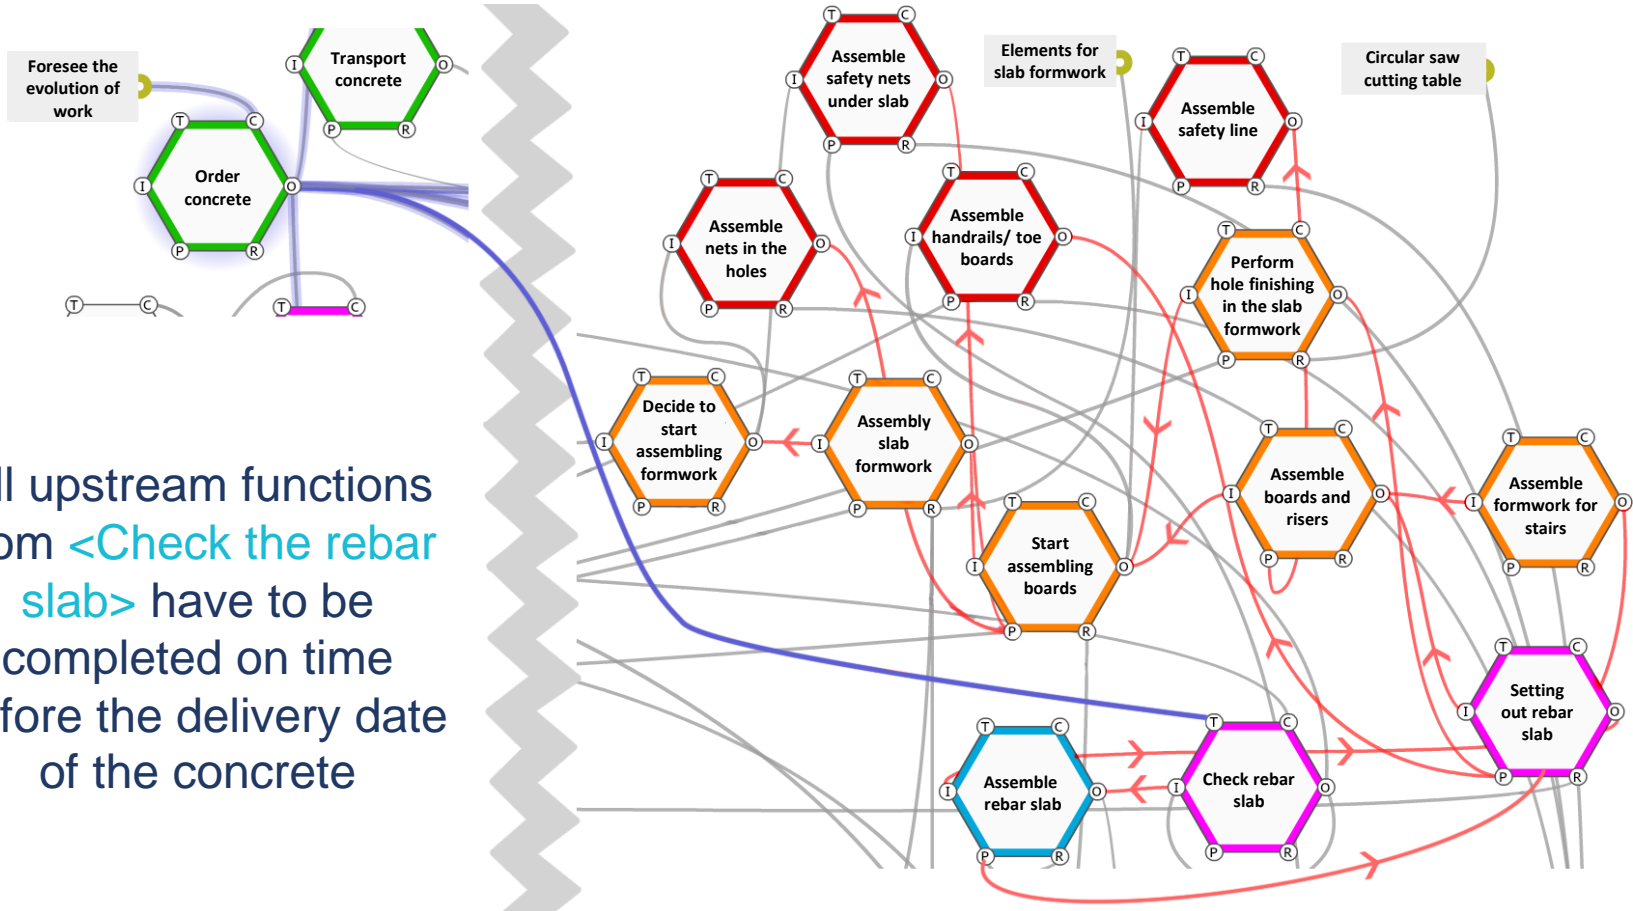 Foresee the
evolution of
work
Transport
concrete
I
O
P
R
T
C
Order
concrete
I
O
P
R
T
C
T
C
ll upstream functions
om <Check the rebar
slab> have to be
completed on time
fore the delivery date
of the concrete
T
C
Assemble
safety nets
under slab
I
O
P
R
Elements for
slab formwork
T
C
Assemble
safety line
I
O
P
R
Circular saw
cutting table
T
C
Assemble
nets in the
holes
I
O
P
R
T
C
Assemble
handrails/ toe
boards
I
O
P
R
T
C
Perform
hole finishing
in the slab
formwork
I
O
P
R
T
C
Decide to
start
assembling
formwork
I
O
P
R
T
C
Assembly
slab
formwork
I
O
P
R
T
C
Start
assembling
boards
I
O
P
R
T
C
Assemble
boards and
risers
I
O
P
R
T
C
Assemble
formwork for
stairs
I
O
P
R
T
C
Setting
out rebar
slab
I
O
P
R
T
C
Assemble
rebar slab
I
O
P
R
T
C
Check rebar
slab
I
O
P
R